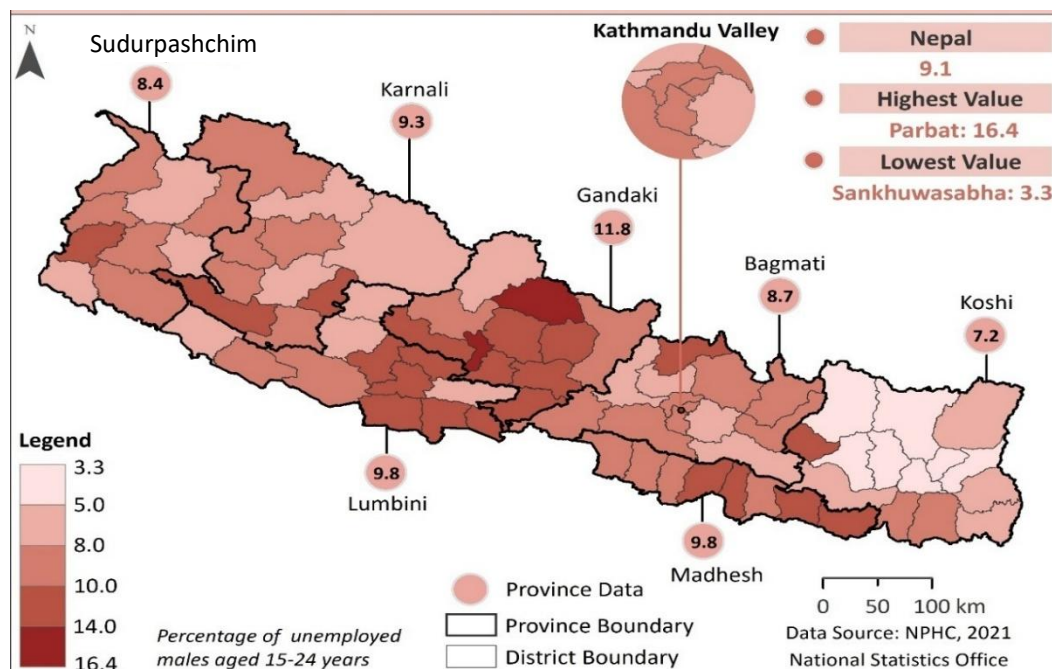 N
Sudurpashchim
8.4
Karnali
9.3
Kathmandu Valley
Nepal
9.1
Highest Value
Parbat: 16.4
Lowest Value
Sankhuwasabha: 3.3
Gandaki
11.8
Bagmati
8.7
Koshi
7.2
Legend
3.3
5.0
8.0
10.0
14.0
16.4
Percentage of unemployed
males aged 15-24 years
9.8
Lumbini
9.8
Madhesh
Province Data
Province Boundary
District Boundary
0 50 100 km
Data Source: NPHC, 2021
National Statistics Office